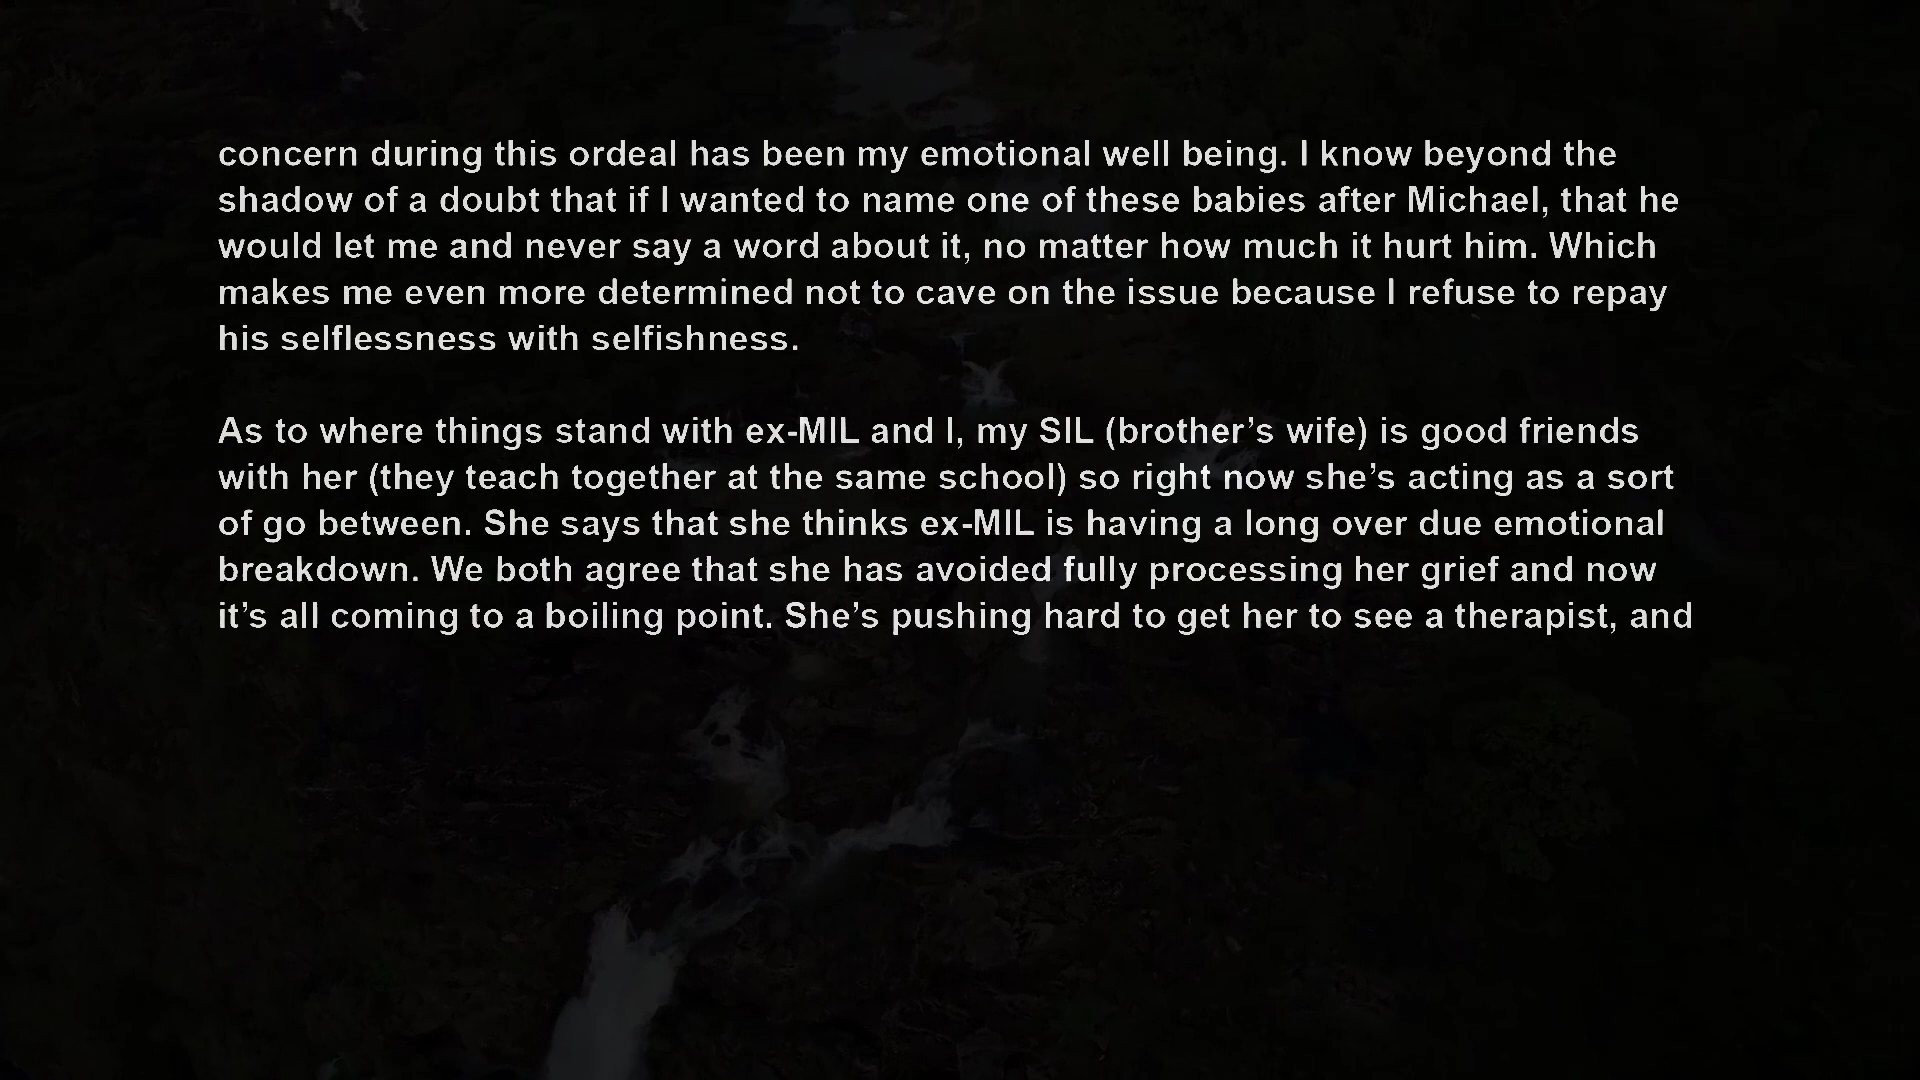 concern during this ordeal has been my emotional well being. I know beyond the
shadow of a doubt that if I wanted to name one of these babies after Michael, that he
would let me and never say a word about it, no matter how much it hurt him. Which
makes me even more determined not to cave on the issue because I refuse to repay
his selflessness with selfishness.
As to where things stand with ex-MIL and I, my SIL (brother’s wife) is good friends
with her (they teach together at the same school) so right now she’s acting as a sort
of go between. She says that she thinks ex-MIL is having a long over due emotional
breakdown. We both agree that she has avoided fully processing her grief and now
it’s all coming to a boiling point. She’s pushing hard to get her to see a therapist, and